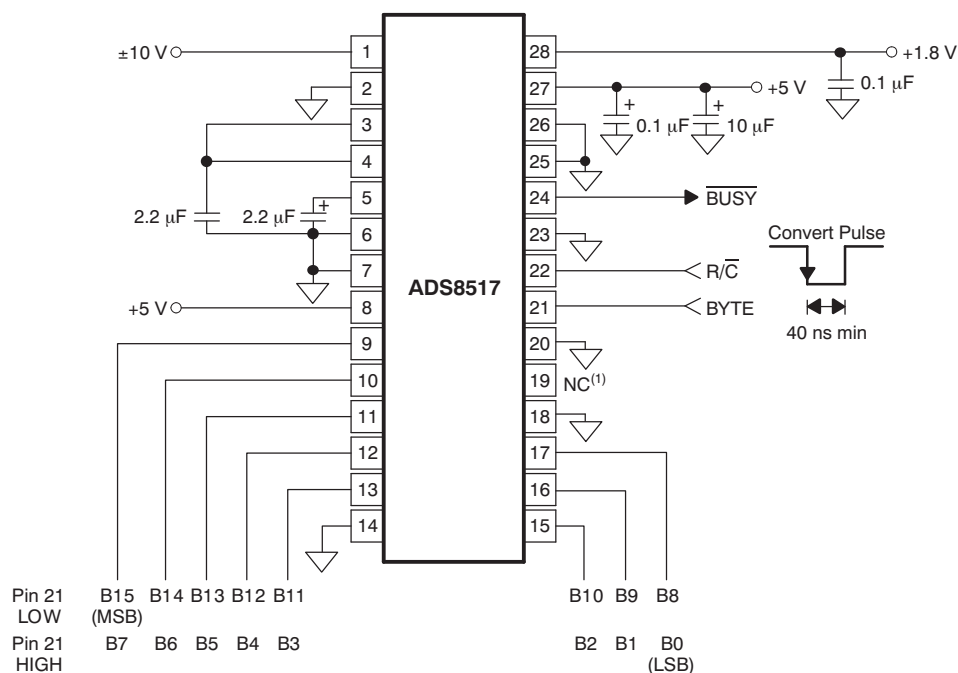 ±10 V
1
28
+1.8 V
2
27
+5 V
0.1 μF
3
26
+
0.1 μF
+
10 μF
4
25
5
+
24
BUSY
2.2 μF
2.2 μF
6
23
Convert Pulse
7
ADS8517
22
R/C
+5 V
8
21
BYTE
40 ns min
9
20
10
19
NC(1)
11
18
12
17
13
16
14
15
Pin 21 LOW
B15 (MSB)
B14
B13
B12
B11
B10
B9
B8
Pin 21 HIGH
B7
B6
B5
B4
B3
B2
B1
B0 (LSB)